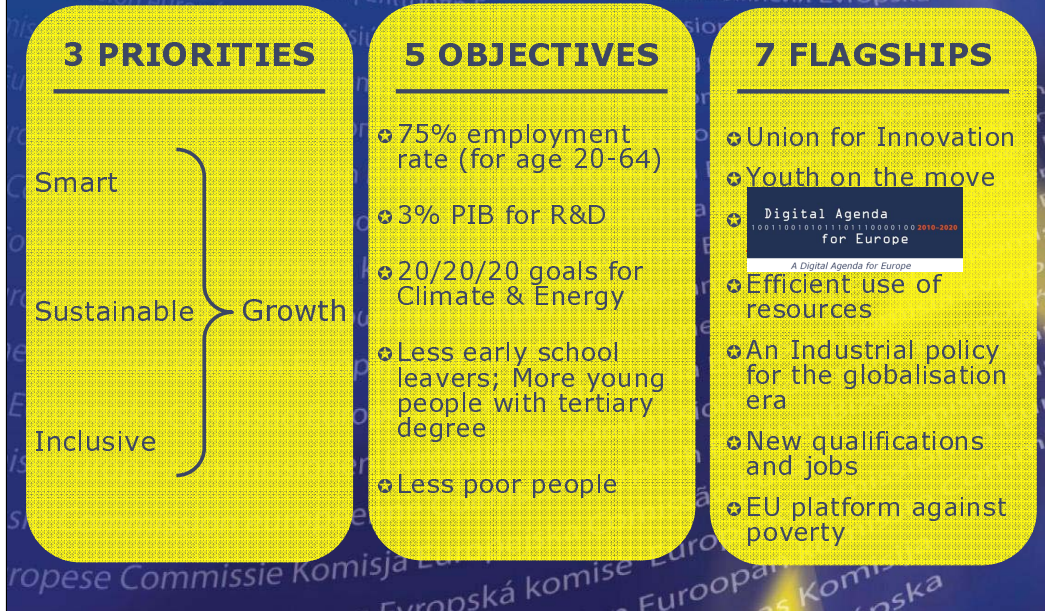 3 PRIORITIES
Smart
Sustainable
Inclusive
Growth
5 OBJECTIVES
75% employment
rate (for age 20-64)
3% PIB for R&D
20/20/20 goals for
Climate & Energy
Less early school
leavers; More young
people with tertiary
degree
Less poor people
7 FLAGSHIPS
Union for Innovation
Youth on the move
Digital Agenda
2010-2020
for Europe
A Digital Agenda for Europe
Efficient use of
resources
An Industrial policy
for the globalisation
era
New qualifications
and jobs
EU platform against
poverty
ropese Commissie Komisja
Evropská komise